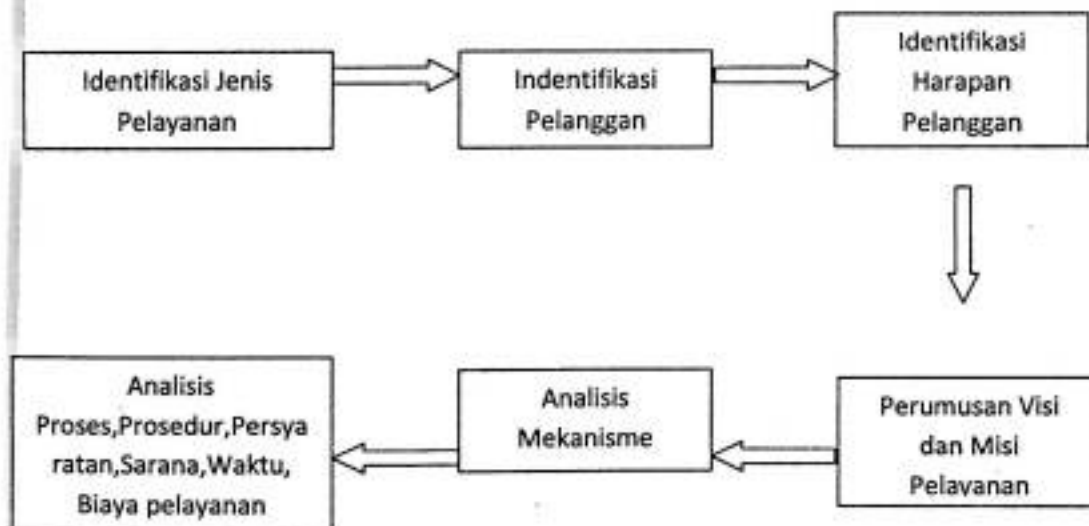 Identifikasi Jenis
Pelayanan
Indentifikasi
Pelanggan
Identifikasi
Harapan
Pelanggan
Perumusan Visi
dan Misi
Pelayanan
Analisis
Mekanisme
Analisis
Proses,Prosedur,Persya
ratan,Sarana,Waktu,
Biaya pelayanan